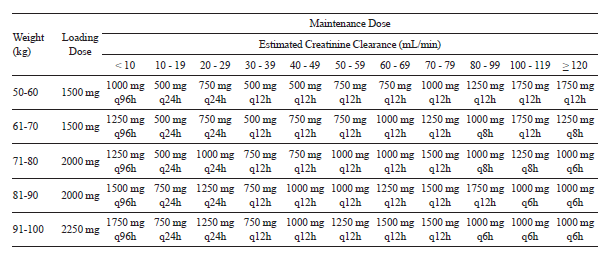 Maintenance Dose
Weight (kg) Loading Dose Estimated Creatinine Clearance (mL/min)
< 10 10 - 19 20 - 29 30 - 39 40 - 49 50 - 59 60 - 69 70 - 79 80 - 99 100 - 119 ≥ 120
50-60 1500 mg 1000 mg q96h 500 mg q24h 750 mg q24h 500 mg q12h 500 mg q12h 750 mg q12h 750 mg q12h 1000 mg q12h 1250 mg q12h 1750 mg q12h 1750 mg q12h
61-70 1500 mg 1250 mg q96h 500 mg q24h 750 mg q24h 500 mg q12h 750 mg q12h 750 mg q12h 1000 mg q12h 1250 mg q12h 1000 mg q8h 1750 mg q12h 1250 mg q8h
71-80 2000 mg 1250 mg q96h 500 mg q24h 1000 mg q24h 750 mg q12h 750 mg q12h 1000 mg q12h 1000 mg q12h 1500 mg q12h 1000 mg q8h 1250 mg q8h 1000 mg q6h
81-90 2000 mg 1500 mg q96h 750 mg q24h 1250 mg q24h 750 mg q12h 1000 mg q12h 1000 mg q12h 1250 mg q12h 1500 mg q12h 1750 mg q12h 1000 mg q6h 1000 mg q6h
91-100 2250 mg 1750 mg q96h 750 mg q24h 1250 mg q24h 750 mg q12h 1000 mg q12h 1250 mg q12h 1500 mg q12h 1500 mg q12h 1000 mg q6h 1000 mg q6h 1000 mg q6h